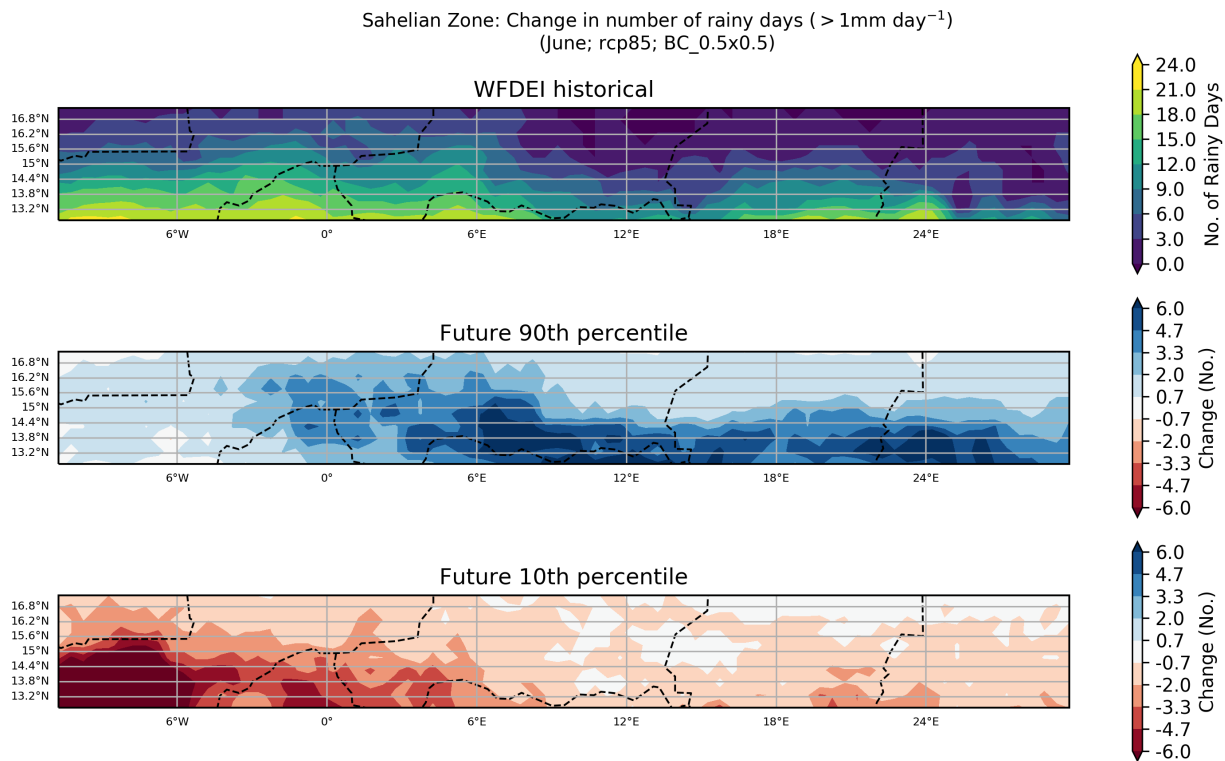 Sahelian Zone: Change in number of rainy days ( > 1mm day⁻¹)
(June; rcp85; BC_0.5x0.5)
WFDEI historical
16.8°N
16.2°N
15.6°N
15°N
14.4°N
13.8°N
13.2°N
6°W 0° 6°E 12°E 18°E 24°E
24.0
21.0
18.0
15.0
12.0
9.0
6.0
3.0
0.0
No. of Rainy Days
Future 90th percentile
16.8°N
16.2°N
15.6°N
15°N
14.4°N
13.8°N
13.2°N
6°W 0° 6°E 12°E 18°E 24°E
6.0
4.7
3.3
2.0
0.7
-0.7
-2.0
-3.3
-4.7
-6.0
Change (No.)
Future 10th percentile
16.8°N
16.2°N
15.6°N
15°N
14.4°N
13.8°N
13.2°N
6°W 0° 6°E 12°E 18°E 24°E
6.0
4.7
3.3
2.0
0.7
-0.7
-2.0
-3.3
-4.7
-6.0
Change (No.)